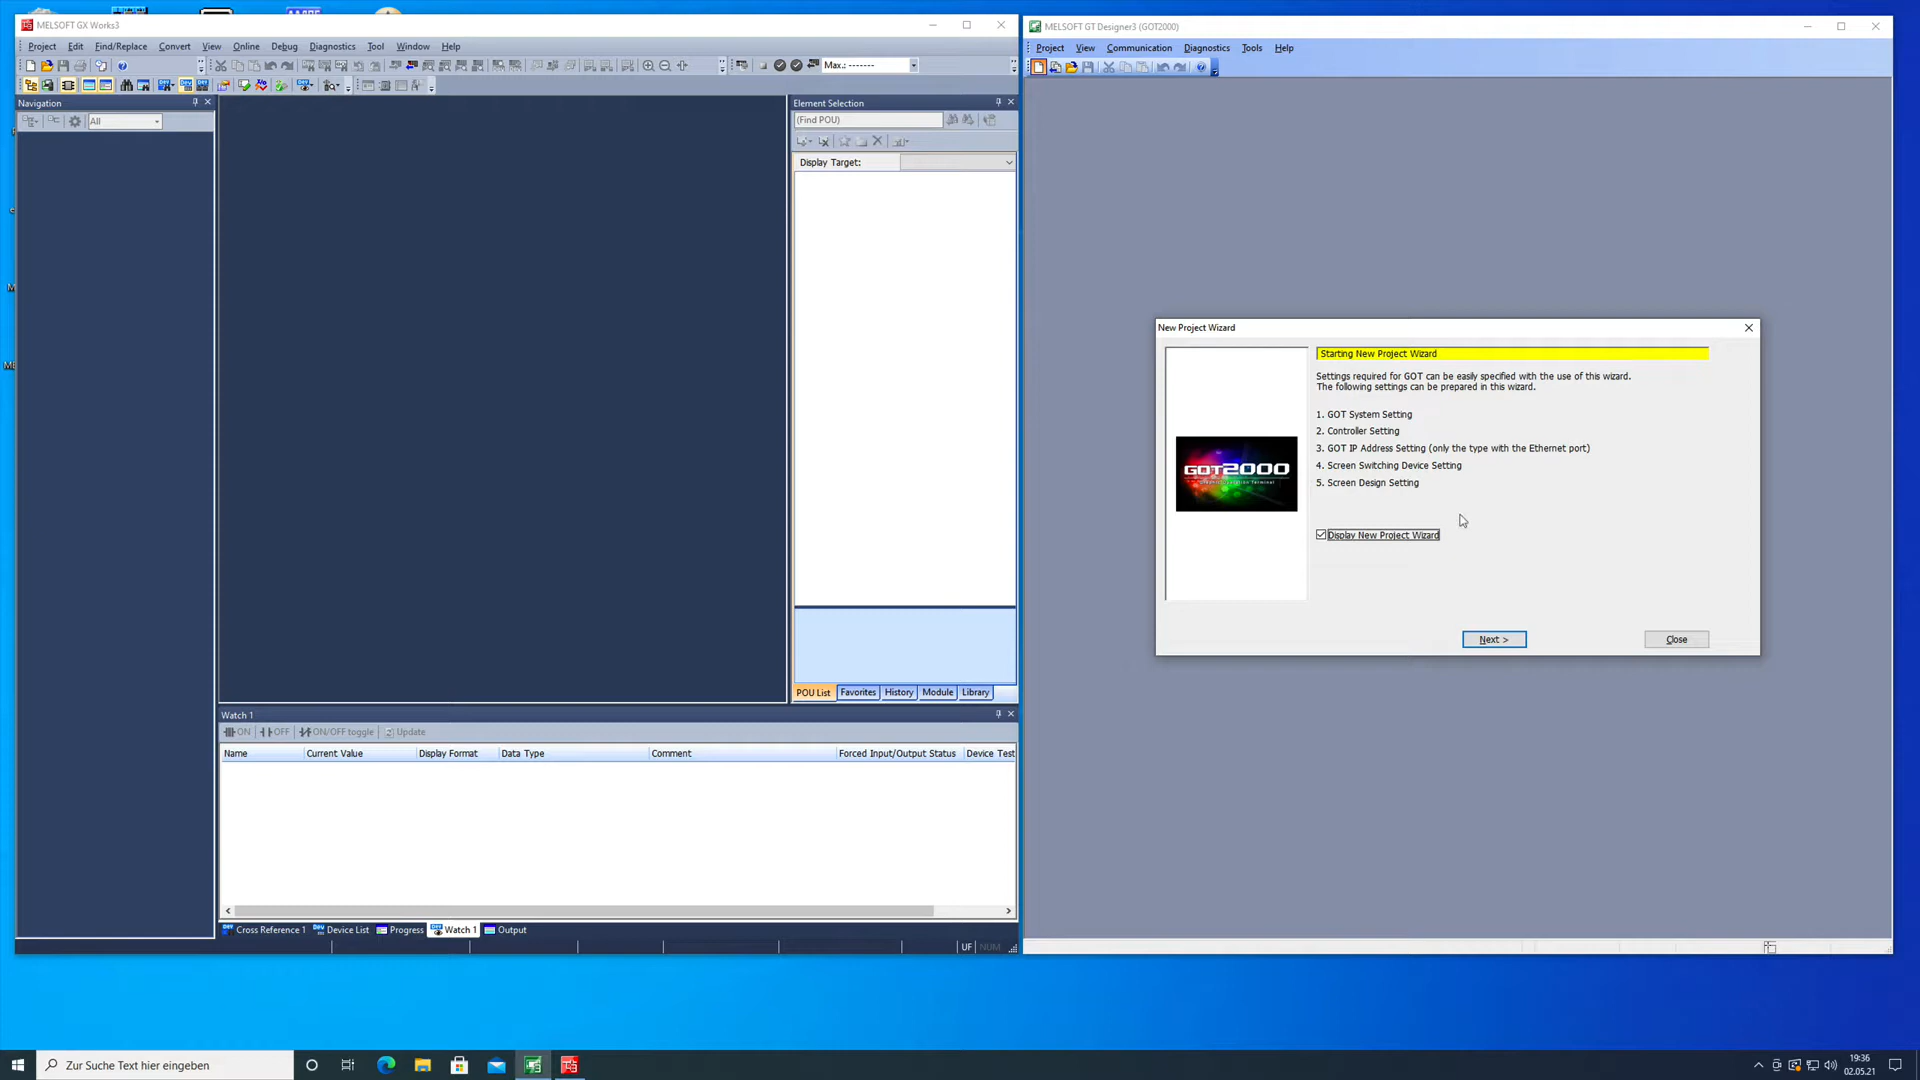 MELSOFT GX Works3
Project Edit Find/Replace Convert View Online Debug Diagnostics Tool Window Help
Max.: -------
Navigation
All
Element Selection
(Find POU)
Display Target:
POU List Favorites History Module Library
Watch 1
ON OFF ON/OFF toggle Update
Name Current Value Display Format Data Type Comment Forced Input/Output Status Device Test
Cross Reference 1 Device List Progress Watch 1 Output
UF NUM
MELSOFT GT Designer3 (GOT2000)
Project View Communication Diagnostics Tools Help
New Project Wizard
Starting New Project Wizard
Settings required for GOT can be easily specified with the use of this wizard.
The following settings can be prepared in this wizard.
1. GOT System Setting
2. Controller Setting
3. GOT IP Address Setting (only the type with the Ethernet port)
4. Screen Switching Device Setting
5. Screen Design Setting
GOT2000
Graphic Operation Terminal
Display New Project Wizard
Next >
Close
Zur Suche Text hier eingeben
19:36
02.05.21